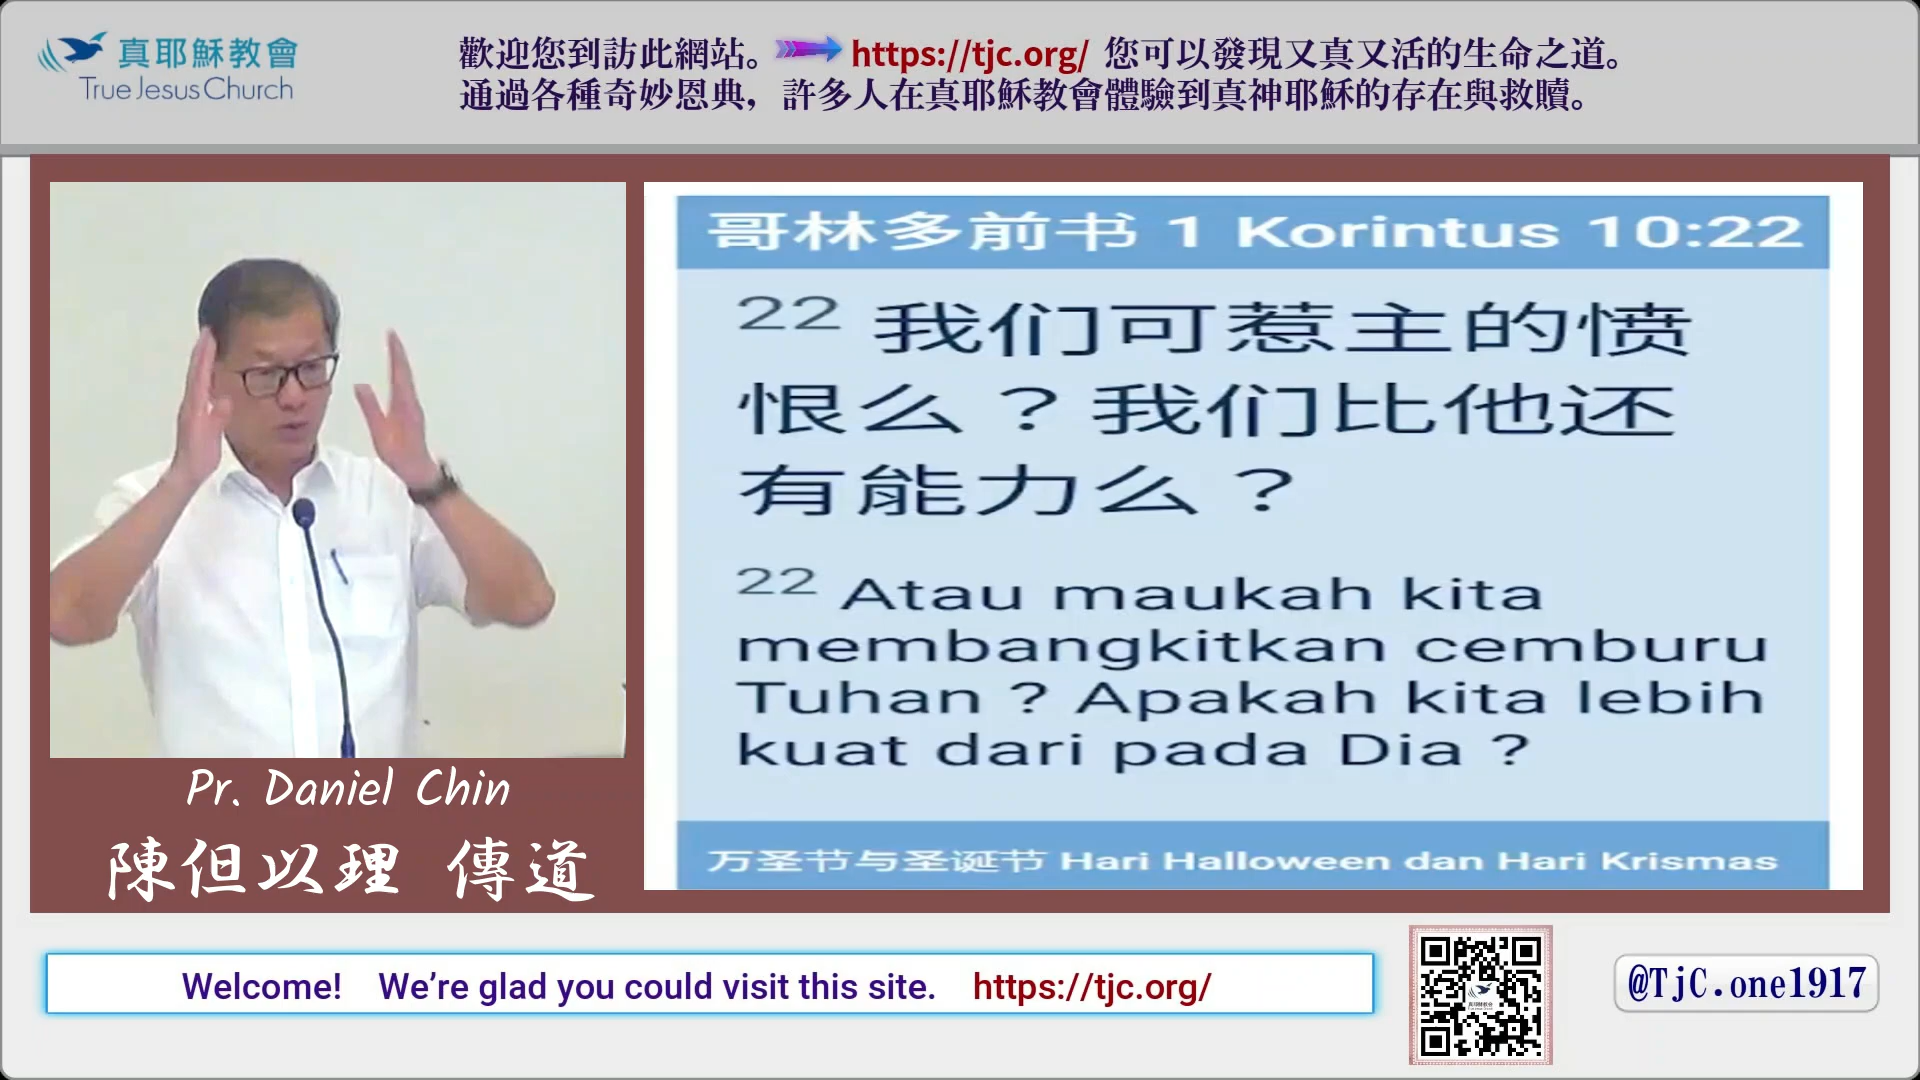 真耶穌教會
True Jesus Church
歡迎您到訪此網站。 https://tjc.org/ 您可以發現又真又活的生命之道。
通過各種奇妙恩典，許多人在真耶穌教會體驗到真神耶穌的存在與救贖。
哥林多前书 1 Korintus 10:22
22 我们可惹主的愤
恨么？我们比他还
有能力么？
22 Atau maukah kita
membangkitkan cemburu
Tuhan ? Apakah kita lebih
kuat dari pada Dia ?
万圣节与圣诞节 Hari Halloween dan Hari Krismas
Pr. Daniel Chin
陳但以理 傳道
Welcome! We’re glad you could visit this site. https://tjc.org/
@TjC.one1917